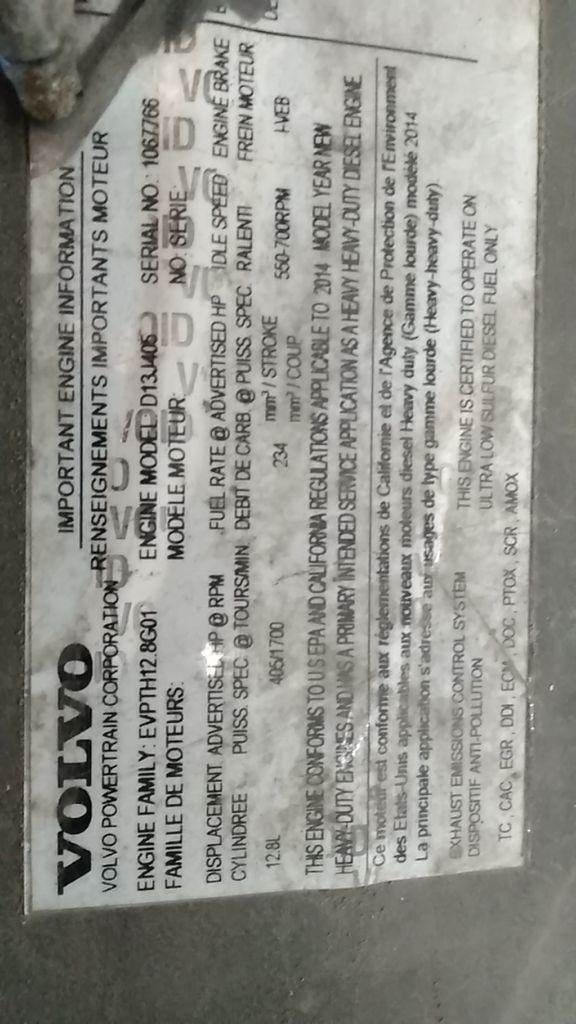 VOLVO
IMPORTANT ENGINE INFORMATION
VOLVO POWERTRAIN CORPORATION RENSEIGNEMENTS IMPORTANTS MOTEUR
ENGINE FAMILY: EVPTH12.8G01 ENGINE MODEL: D13J405 SERIAL NO.: 1067766
FAMILLE DE MOTEURS: MODÈLE MOTEUR: NO. SERIE:
DISPLACEMENT ADVERTISED HP @ RPM FUEL RATE @ ADVERTISED HP IDLE SPEED ENGINE BRAKE
CYLINDREE PUISS. SPEC. @ TOURSMIN. DEBIT DE CARB. @ PUISS. SPEC. RALENTI FREIN MOTEUR
12.8L 405/1700 234 mm³ / STROKE 550-700RPM I-VEB
mm³ / COUP
THIS ENGINE CONFORMS TO U S EPA AND CALIFORNIA REGULATIONS APPLICABLE TO 2014 MODEL YEAR NEW
HEAVY-DUTY ENGINES AND HAS A PRIMARY INTENDED SERVICE APPLICATION AS A HEAVY HEAVY-DUTY DIESEL ENGINE
Ce moteur est conforme aux réglementations de Californie et de l'Agence de Protection de l'Environment
des Etats-Unis applicables aux nouveaux moteurs diesel Heavy duty (Gamme lourde) modèle 2014
La principale application s'adresse aux usages de type gamme lourde (Heavy-heavy-duty)
EXHAUST EMISSIONS CONTROL SYSTEM THIS ENGINE IS CERTIFIED TO OPERATE ON
DISPOSITIF ANTI-POLLUTION ULTRA LOW SULFUR DIESEL FUEL ONLY
TC , CAC , EGR , DDI , ECM , DOC , PTOX , SCR , AMOX